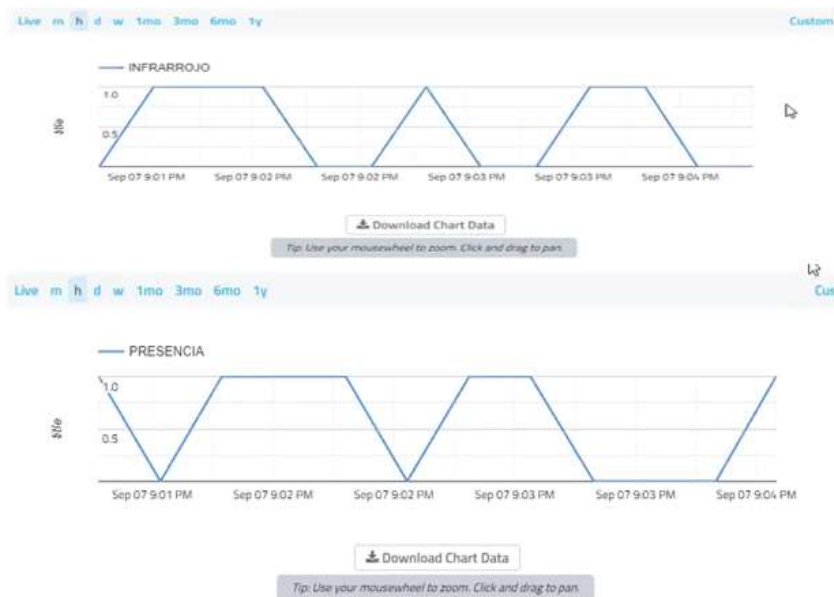 Live m h d w 1mo 3mo 6mo 1y Custom
INFRARROJO
1.0
0.5
Sep 07 9:01 PM Sep 07 9:02 PM Sep 07 9:02 PM Sep 07 9:03 PM Sep 07 9:03 PM Sep 07 9:04 PM
Download Chart Data
Tip: Use your mousewheel to zoom. Click and drag to pan.
Live m h d w 1mo 3mo 6mo 1y Cus
PRESENCIA
1.0
0.5
Sep 07 9:01 PM Sep 07 9:02 PM Sep 07 9:02 PM Sep 07 9:03 PM Sep 07 9:03 PM Sep 07 9:04 PM
Download Chart Data
Tip: Use your mousewheel to zoom. Click and drag to pan.